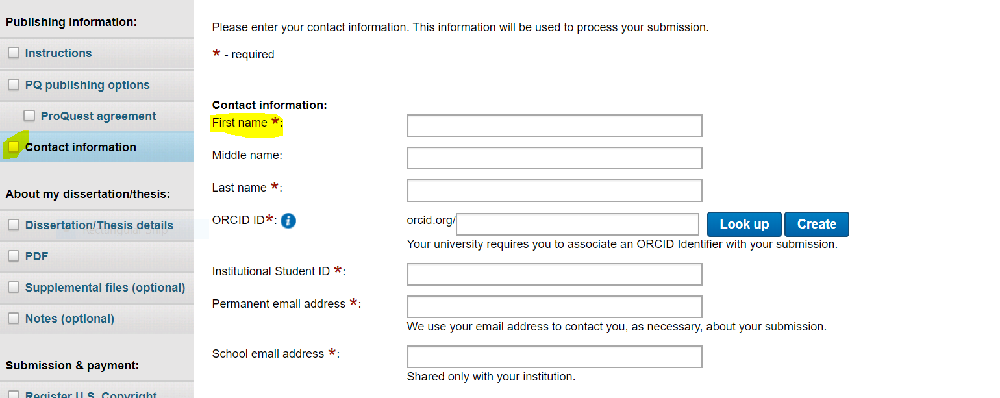 Publishing information:
Instructions
PQ publishing options
ProQuest agreement
Contact information
About my dissertation/thesis:
Dissertation/Thesis details
PDF
Supplemental files (optional)
Notes (optional)
Submission & payment:
Register U.S. Copyright
Please enter your contact information. This information will be used to process your submission.
* - required
Contact information:
First name *:
Middle name:
Last name *:
ORCID ID*: i
orcid.org/
Look up Create
Your university requires you to associate an ORCID Identifier with your submission.
Institutional Student ID *:
Permanent email address *:
We use your email address to contact you, as necessary, about your submission.
School email address *:
Shared only with your institution.